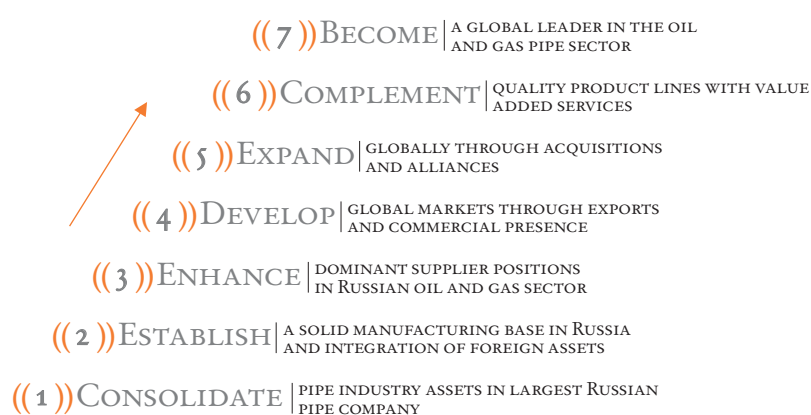 ((7)) BECOME | A GLOBAL LEADER IN THE OIL
AND GAS PIPE SECTOR
((6)) COMPLEMENT | QUALITY PRODUCT LINES WITH VALUE
ADDED SERVICES
((5)) EXPAND | GLOBALLY THROUGH ACQUISITIONS
AND ALLIANCES
((4)) DEVELOP | GLOBAL MARKETS THROUGH EXPORTS
AND COMMERCIAL PRESENCE
((3)) ENHANCE | DOMINANT SUPPLIER POSITIONS
IN RUSSIAN OIL AND GAS SECTOR
((2)) ESTABLISH | A SOLID MANUFACTURING BASE IN RUSSIA
AND INTEGRATION OF FOREIGN ASSETS
((1)) CONSOLIDATE | PIPE INDUSTRY ASSETS IN LARGEST RUSSIAN
PIPE COMPANY